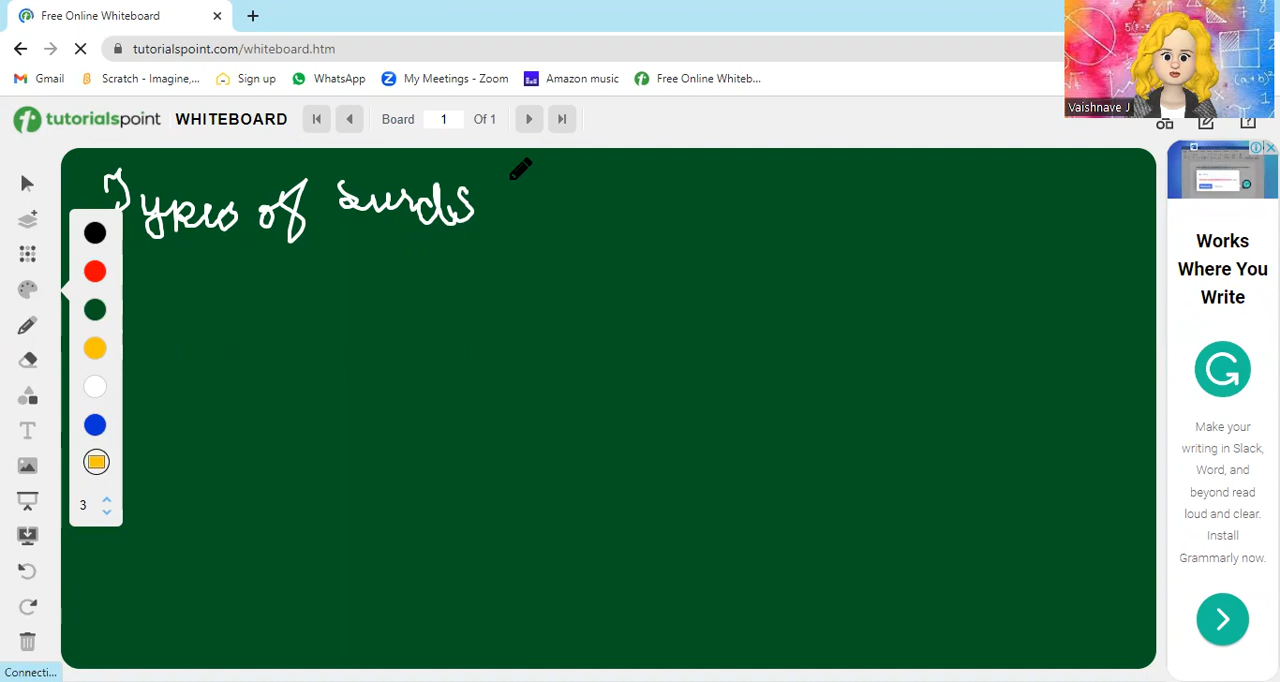 Free Online Whiteboard
tutorialspoint.com/whiteboard.htm
Gmail
Scratch - Imagine,...
Sign up
WhatsApp
My Meetings - Zoom
Amazon music
Free Online Whiteb...
Vaishnave J
tutorialspoint WHITEBOARD Board 1 Of 1
Types of surds
3
Works
Where You
Write
Make your
writing in Slack,
Word, and
beyond read
loud and clear.
Install
Grammarly now.
Connecti...